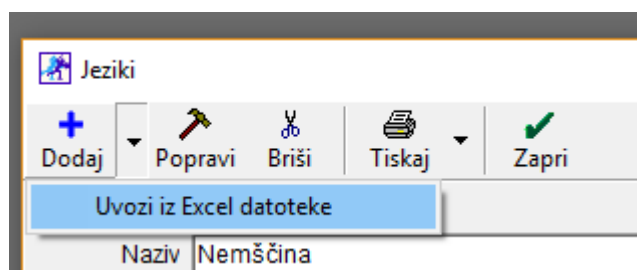 Jeziki
Dodaj Popravi Briši Tiskaj Zapri
Uvozi iz Excel datoteke
Naziv Nemščina